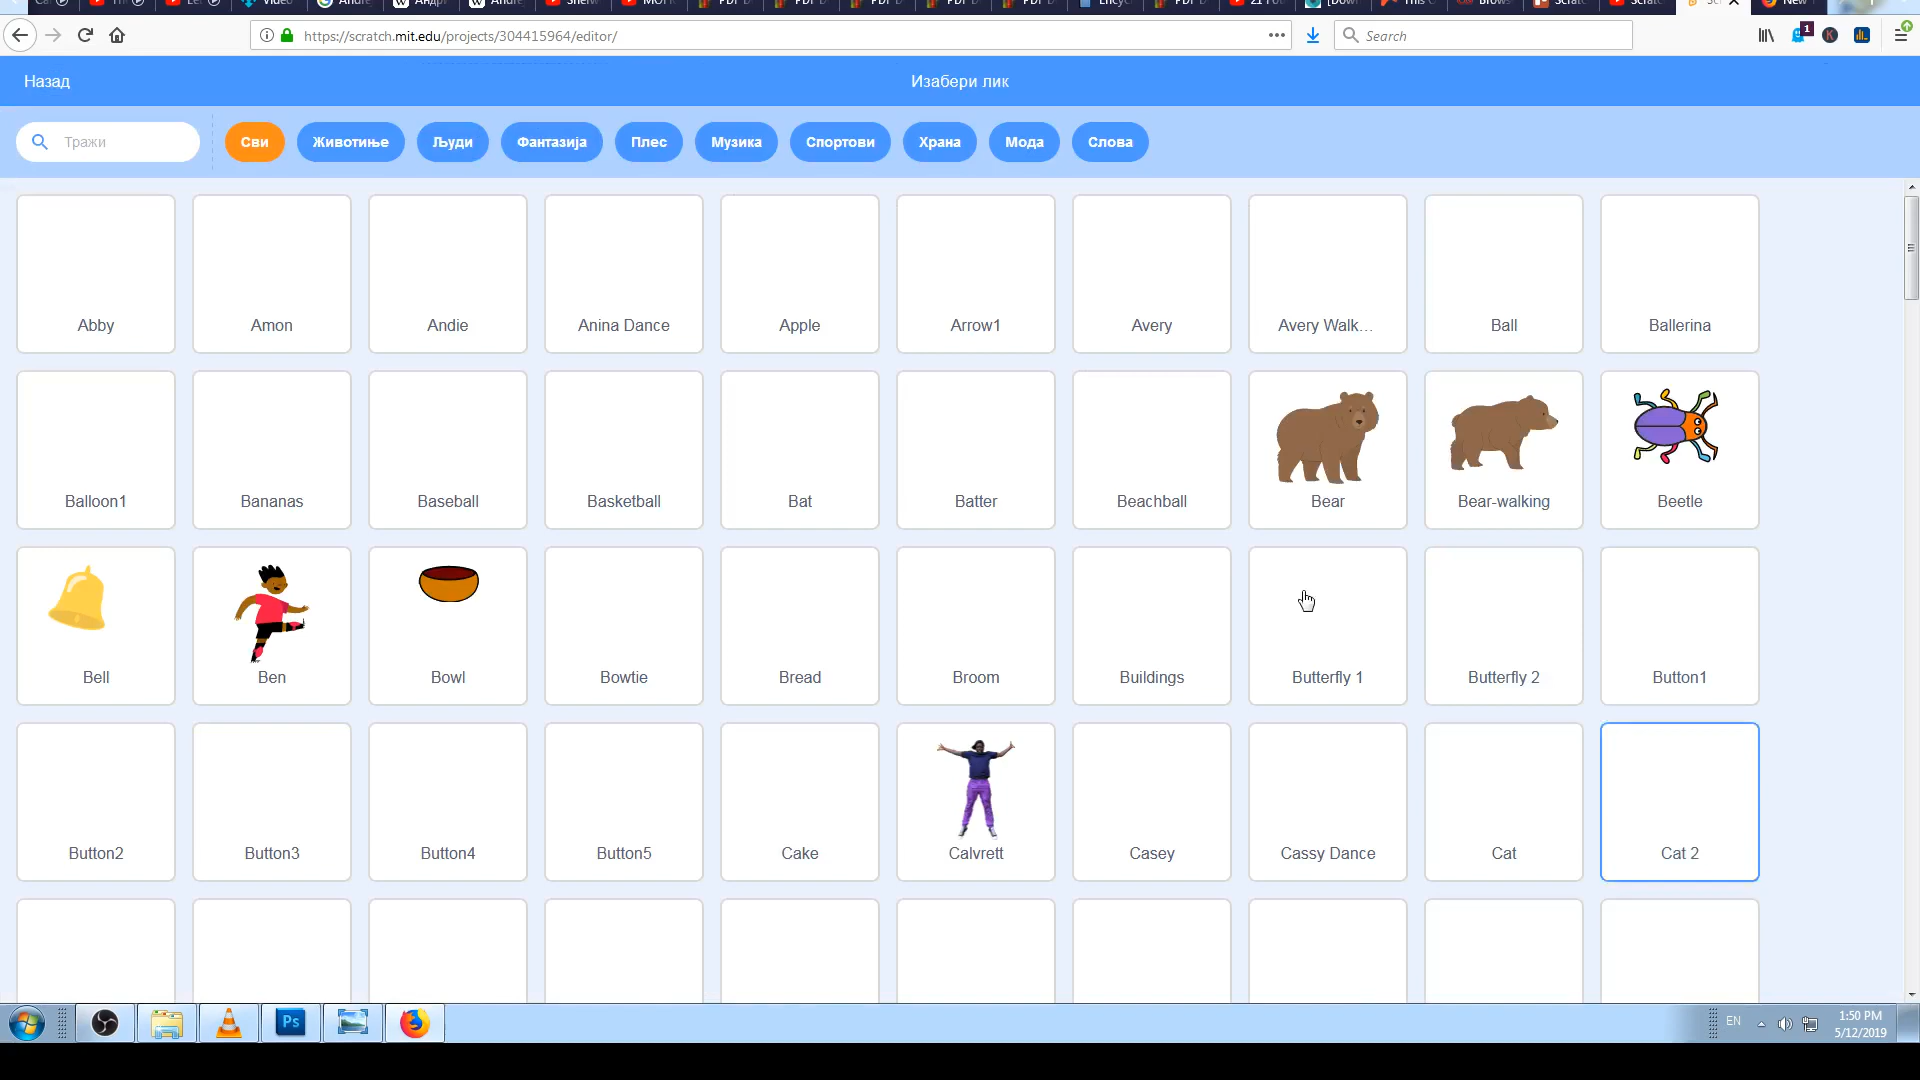 https://scratch.mit.edu/projects/304415964/editor/
Search
1
Назад
Изабери лик
Тражи
Сви
Животиње
Људи
Фантазија
Плес
Музика
Спортови
Храна
Мода
Слова
Abby
Amon
Andie
Anina Dance
Apple
Arrow1
Avery
Avery Walk...
Ball
Ballerina
Balloon1
Bananas
Baseball
Basketball
Bat
Batter
Beachball
Bear
Bear-walking
Beetle
Bell
Ben
Bowl
Bowtie
Bread
Broom
Buildings
Butterfly 1
Butterfly 2
Button1
Button2
Button3
Button4
Button5
Cake
Calvrett
Casey
Cassy Dance
Cat
Cat 2
Ps
EN
1:50 PM
5/12/2019